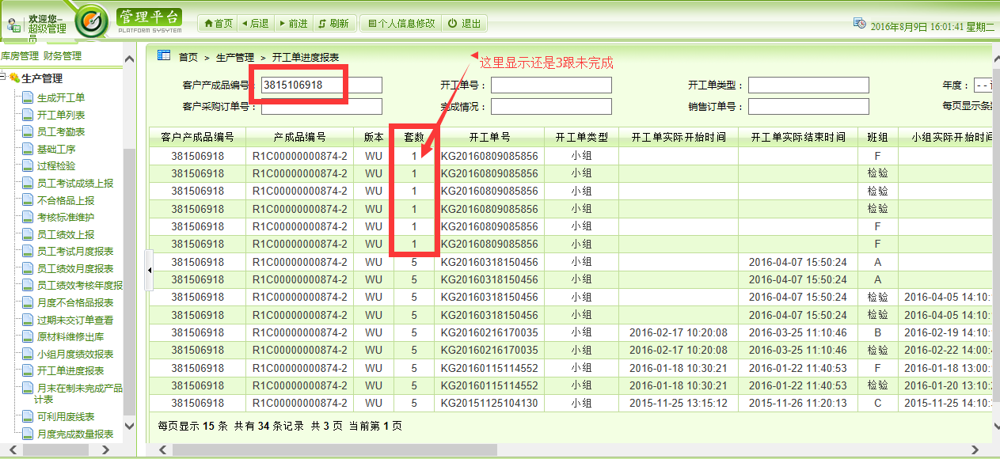 欢迎您–
超级管理
员
管理平台
PLATFORM SYSYTEM
首页 后退 前进 刷新 个人信息修改 退出
2016年8月9日 16:01:41 星期二
库房管理 财务管理
生产管理
生成开工单
开工单列表
员工考勤表
基础工序
过程检验
员工考试成绩上报
不合格品上报
考核标准维护
员工绩效上报
员工考试月度报表
员工绩效月度报表
员工绩效考核年度报
月度不合格品报表
过期未交订单查看
原材料维修出库
小组月度绩效报表
开工单进度报表
月末在制未完成产品
计表
可利用废线表
月度完成数量报表
首页 > 生产管理 > 开工单进度报表
这里显示还是3跟未完成
客户产成品编号: 3815106918 开工单号: 开工单类型: 年度:
客户采购订单号: 完成情况: 销售订单号: 每页显示条数
客户产成品编号 产成品编号 版本 套数 开工单号 开工单类型 开工单实际开始时间 开工单实际结束时间 班组 小组实际开始时间
381506918 R1C00000000874-2 WU 1 KG20160809085856 小组 F
381506918 R1C00000000874-2 WU 1 KG20160809085856 小组 检验
381506918 R1C00000000874-2 WU 1 KG20160809085856 小组 检验
381506918 R1C00000000874-2 WU 1 KG20160809085856 小组 检验
381506918 R1C00000000874-2 WU 1 KG20160809085856 小组 F
381506918 R1C00000000874-2 WU 1 KG20160809085856 小组 F
381506918 R1C00000000874-2 WU 5 KG20160318150456 小组 2016-04-07 15:50:24 A
381506918 R1C00000000874-2 WU 5 KG20160318150456 小组 2016-04-07 15:50:24 A
381506918 R1C00000000874-2 WU 5 KG20160318150456 小组 2016-04-07 15:50:24 检验 2016-04-05 14:10:
381506918 R1C00000000874-2 WU 5 KG20160318150456 小组 2016-04-07 15:50:24 检验 2016-04-05 14:10:
381506918 R1C00000000874-2 WU 5 KG20160216170035 小组 2016-02-17 10:20:08 2016-03-25 11:10:46 B 2016-02-19 14:10:
381506918 R1C00000000874-2 WU 5 KG20160216170035 小组 2016-02-17 10:20:08 2016-03-25 11:10:46 检验 2016-02-22 14:00:
381506918 R1C00000000874-2 WU 5 KG20160115114552 小组 2016-01-18 10:30:21 2016-01-22 11:40:53 F 2016-01-18 13:00:
381506918 R1C00000000874-2 WU 5 KG20160115114552 小组 2016-01-18 10:30:21 2016-01-22 11:40:53 检验 2016-01-20 13:10:
381506918 R1C00000000874-2 WU 5 KG20151125104130 小组 2015-11-25 13:15:12 2015-11-26 11:20:13 C 2015-11-25 14:10:
每页显示 15 条 共有 34 条记录 共 3 页 当前第 1 页